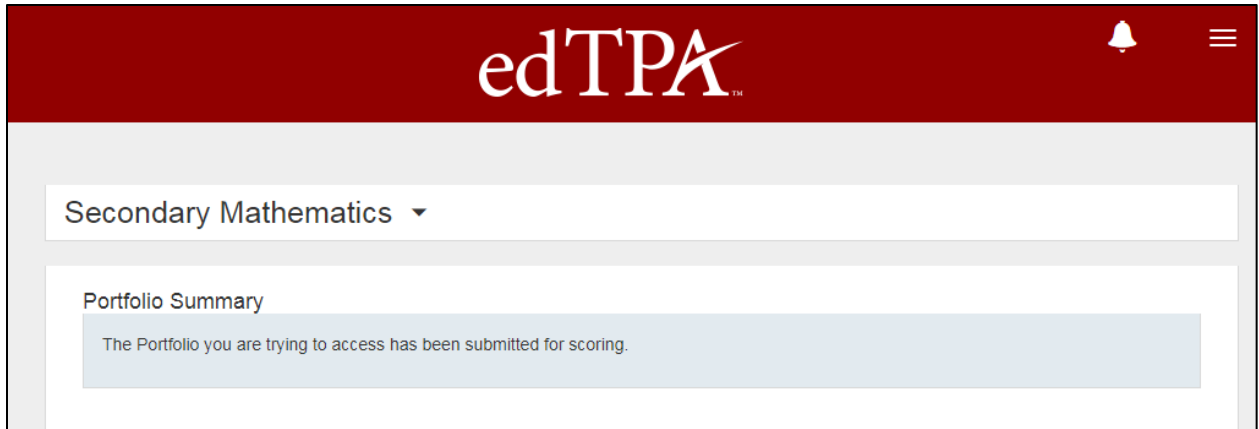 edTPA™
Secondary Mathematics
Portfolio Summary
The Portfolio you are trying to access has been submitted for scoring.